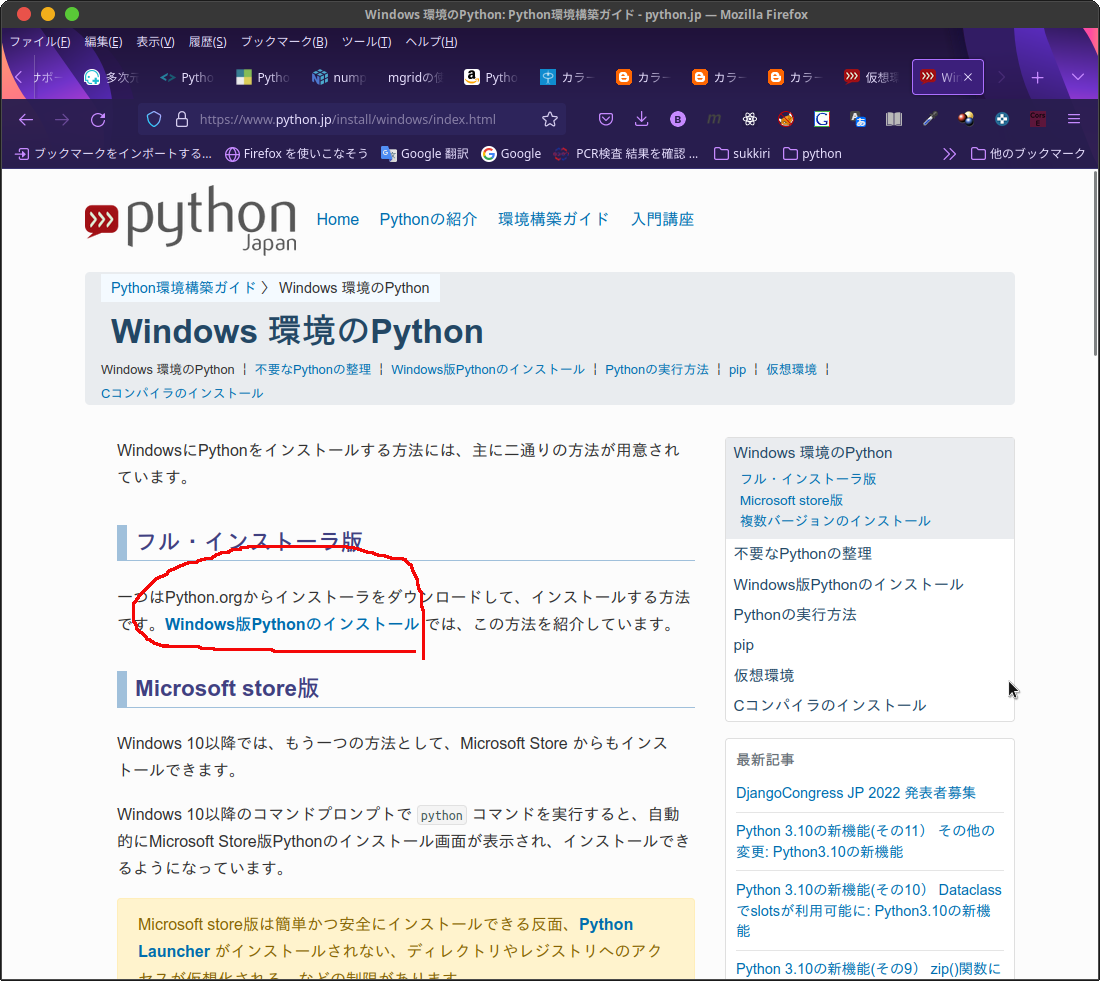 Windows 環境のPython: Python環境構築ガイド - python.jp — Mozilla Firefox
ファイル(F) 編集(E) 表示(V) 履歴(S) ブックマーク(B) ツール(T) ヘルプ(H)
サポー 多次元 Pytho Pytho nump mgridの使 Pytho カラー カラー カラー カラー 仮想環 Win
https://www.python.jp/install/windows/index.html
ブックマークをインポートする... Firefox を使いこなそう Google 翻訳 Google PCR検査 結果を確認 ... sukkiri python 他のブックマーク
python
Japan
Home Pythonの紹介 環境構築ガイド 入門講座
Python環境構築ガイド 〉 Windows 環境のPython
Windows 環境のPython
Windows 環境のPython ¦ 不要なPythonの整理 ¦ Windows版Pythonのインストール ¦ Pythonの実行方法 ¦ pip ¦ 仮想環境 ¦
Cコンパイラのインストール
WindowsにPythonをインストールする方法には、主に二通りの方法が用意され
ています。
フル・インストーラ版
一つはPython.orgからインストーラをダウンロードして、インストールする方法
です。Windows版Pythonのインストール では、この方法を紹介しています。
Microsoft store版
Windows 10以降では、もう一つの方法として、Microsoft Store からもインス
トールできます。
Windows 10以降のコマンドプロンプトで python コマンドを実行すると、自動
的にMicrosoft Store版Pythonのインストール画面が表示され、インストールでき
るようになっています。
Microsoft store版は簡単かつ安全にインストールできる反面、Python
Launcher がインストールされない、ディレクトリやレジストリへのアク
セスが仮想化される、などの制限があります。
Windows 環境のPython
フル・インストーラ版
Microsoft store版
複数バージョンのインストール
不要なPythonの整理
Windows版Pythonのインストール
Pythonの実行方法
pip
仮想環境
Cコンパイラのインストール
最新記事
DjangoCongress JP 2022 発表者募集
Python 3.10の新機能(その11） その他の
変更: Python3.10の新機能
Python 3.10の新機能(その10） Dataclass
でslotsが利用可能に: Python3.10の新機
能
Python 3.10の新機能(その9） zip()関数に